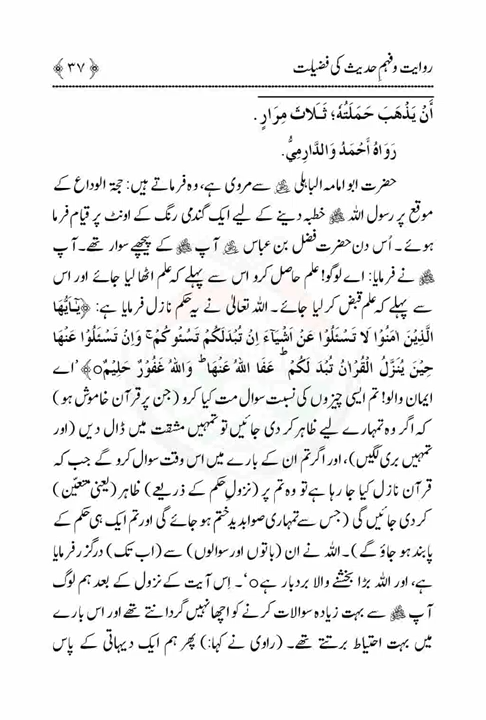 روایت و فہمِ حدیث کی فضیلت ﴿۳۷﴾
أَنْ يَذْهَبَ حَمَلَتُهُ؛ ثَلَاثَ مِرَارٍ.
رَوَاهُ أَحْمَدُ وَالدَّارِمِيُّ.
حضرت ابو امامہ الباہلی ﷜ سے مروی ہے، وہ فرماتے ہیں: حجۃ الوداع کے
موقع پر رسول اللہ ﷺ خطبہ دینے کے لیے ایک گندمی رنگ کے اونٹ پر قیام فرما
ہوئے۔ اُس دن حضرت فضل بن عباس ﷠ آپ ﷺ کے پیچھے سوار تھے۔ آپ
ﷺ نے فرمایا: اے لوگو! علم حاصل کرو اس سے پہلے کہ علم اٹھا لیا جائے اور اس
سے پہلے کہ علم قبض کر لیا جائے۔ اللہ تعالیٰ نے یہ حکم نازل فرمایا ہے: ﴿يٰۤاَيُّهَا
الَّذِيْنَ اٰمَنُوْا لَا تَسْـَٔلُوْا عَنْ اَشْيَآءَ اِنْ تُبْدَ لَكُمْ تَسُؤْكُمْ ۚ وَاِنْ تَسْـَٔلُوْا عَنْهَا
حِيْنَ يُنَزَّلُ الْقُرْاٰنُ تُبْدَ لَكُمْ ؕ عَفَا اللهُ عَنْهَا ؕ وَاللهُ غَفُوْرٌ حَلِيْمٌ○﴾ ’اے
ایمان والو! تم ایسی چیزوں کی نسبت سوال مت کیا کرو (جن پر قرآن خاموش ہو)
کہ اگر وہ تمہارے لیے ظاہر کر دی جائیں تو تمہیں مشقت میں ڈال دیں (اور
تمہیں بری لگیں)، اور اگر تم ان کے بارے میں اس وقت سوال کرو گے جب کہ
قرآن نازل کیا جا رہا ہے تو وہ تم پر (نزولِ حکم کے ذریعے) ظاہر (یعنی متعیّن)
کر دی جائیں گی (جس سے تمہاری صوابدید ختم ہو جائے گی اور تم ایک ہی حکم کے
پابند ہو جاؤ گے)۔ اللہ نے ان (باتوں اور سوالوں) سے (اب تک) درگزر فرمایا
ہے، اور اللہ بڑا بخشنے والا بردبار ہے○‘۔ اِس آیت کے نزول کے بعد ہم لوگ
آپ ﷺ سے بہت زیادہ سوالات کرنے کو اچھا نہیں گردانتے تھے اور اس بارے
میں بہت احتیاط برتتے تھے۔ (راوی نے کہا:) پھر ہم ایک دیہاتی کے پاس